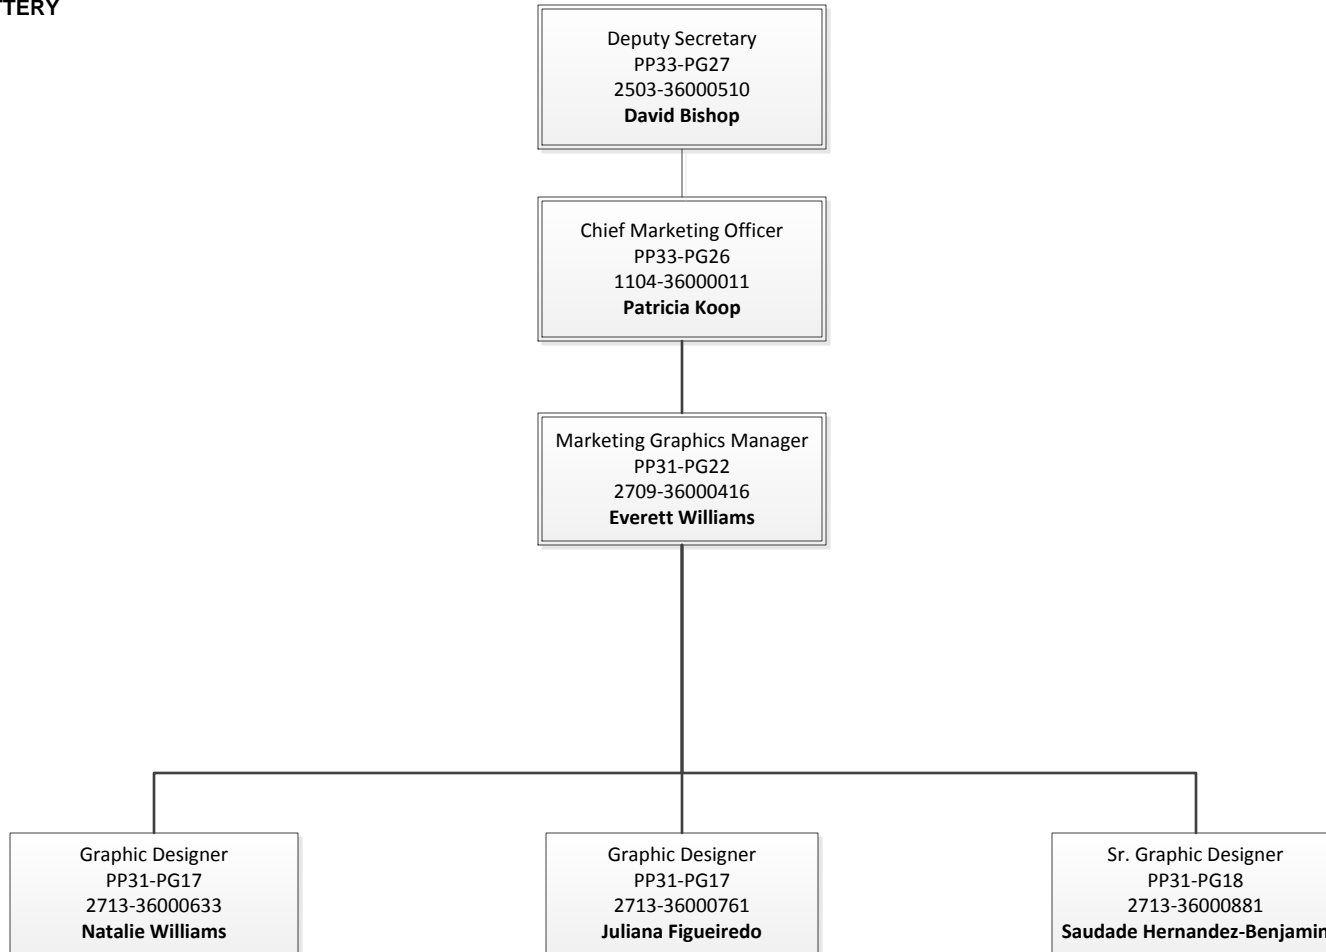 Deputy Secretary
PP33-PG27
2503-36000510
David Bishop
Chief Marketing Officer
PP33-PG26
1104-36000011
Patricia Koop
Marketing Graphics Manager
PP31-PG22
2709-36000416
Everett Williams
Graphic Designer
PP31-PG17
2713-36000633
Natalie Williams
Graphic Designer
PP31-PG17
2713-36000761
Juliana Figueiredo
Sr. Graphic Designer
PP31-PG18
2713-36000881
Saudade Hernandez-Benjamin